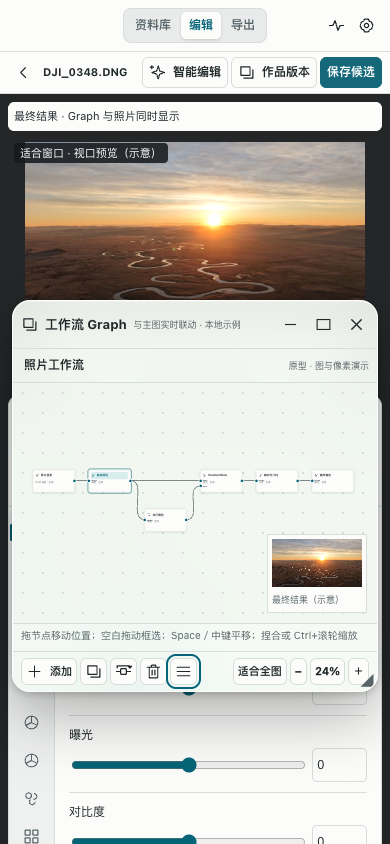 资料库 编辑 导出
DJI_0348.DNG 智能编辑 作品版本 保存候选
最终结果 · Graph 与照片同时显示
适合窗口 · 视口预览（示意）
工作流 Graph 与主图实时联动 · 本地示例
照片工作流 原型 · 图与像素演示
最终结果（示意）
拖节点移动位置；空白拖动框选；Space / 中键平移；捏合或 Ctrl+滚轮缩放
添加 适合全图 − 24% +
曝光
0
对比度
0